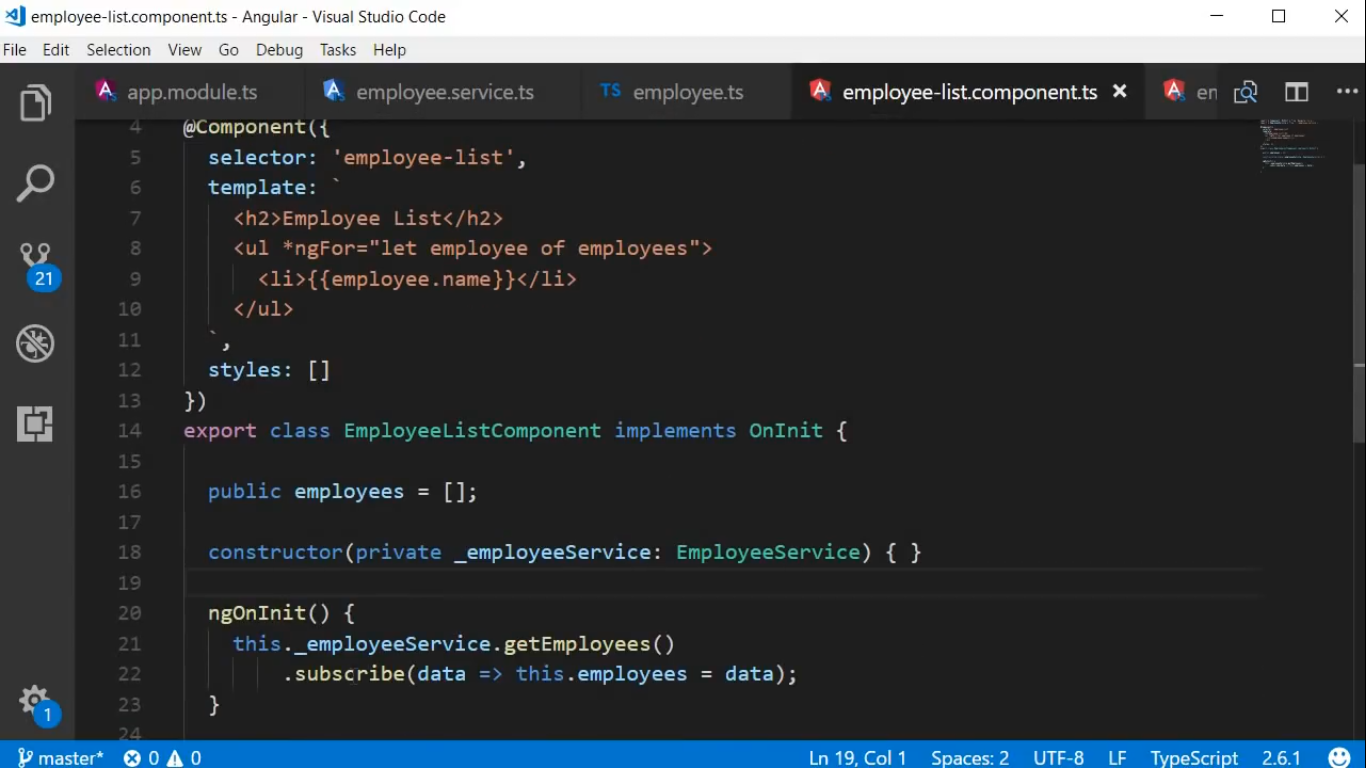 employee-list.component.ts - Angular - Visual Studio Code
File Edit Selection View Go Debug Tasks Help
app.module.ts employee.service.ts TS employee.ts employee-list.component.ts × en ...
4 @Component({
5 selector: 'employee-list',
6 template: `
7 <h2>Employee List</h2>
8 <ul *ngFor="let employee of employees">
9 <li>{{employee.name}}</li>
10 </ul>
11 `,
12 styles: []
13 })
14 export class EmployeeListComponent implements OnInit {
15
16 public employees = [];
17
18 constructor(private _employeeService: EmployeeService) { }
19
20 ngOnInit() {
21 this._employeeService.getEmployees()
22 .subscribe(data => this.employees = data);
23 }
24
21
1
master* 0 0 Ln 19, Col 1 Spaces: 2 UTF-8 LF TypeScript 2.6.1